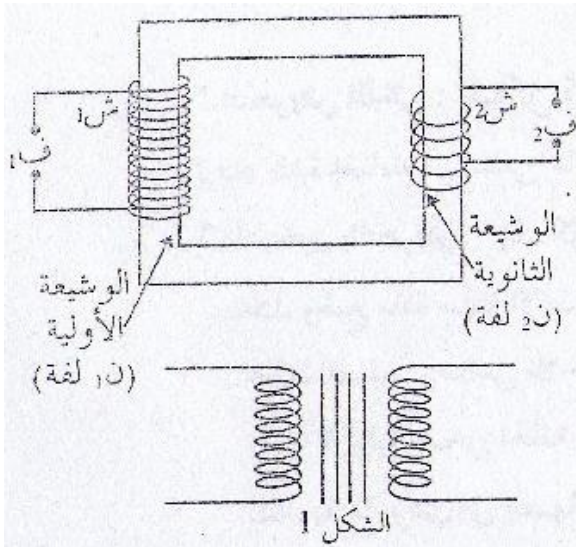 ش1
ف1
ش2
ف2
الوشيعة
الثانوية
(ن2 لفة)
الوشيعة
الأولية
(ن1 لفة)
الشكل 1